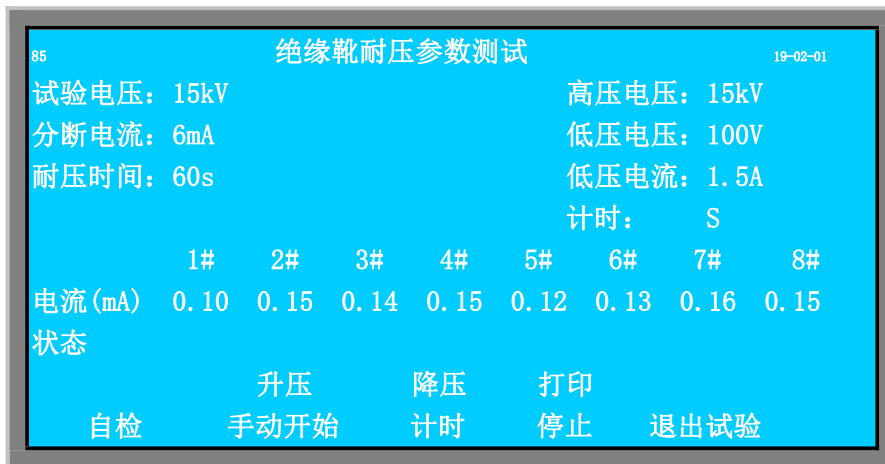 85 绝缘靴耐压参数测试 19-02-01
试验电压：15kV 高压电压：15kV
分断电流：6mA 低压电压：100V
耐压时间：60s 低压电流：1.5A
计时： S
1# 2# 3# 4# 5# 6# 7# 8#
电流(mA) 0.10 0.15 0.14 0.15 0.12 0.13 0.16 0.15
状态
升压 降压 打印
自检 手动开始 计时 停止 退出试验